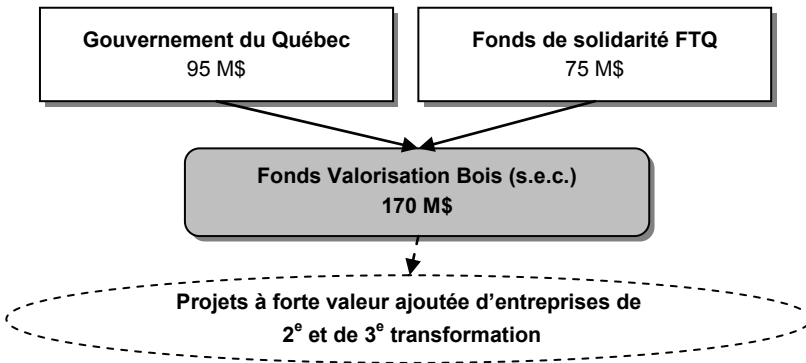 Gouvernement du Québec
95 M$
Fonds de solidarité FTQ
75 M$
Fonds Valorisation Bois (s.e.c.)
170 M$
Projets à forte valeur ajoutée d’entreprises de
2e et de 3e transformation